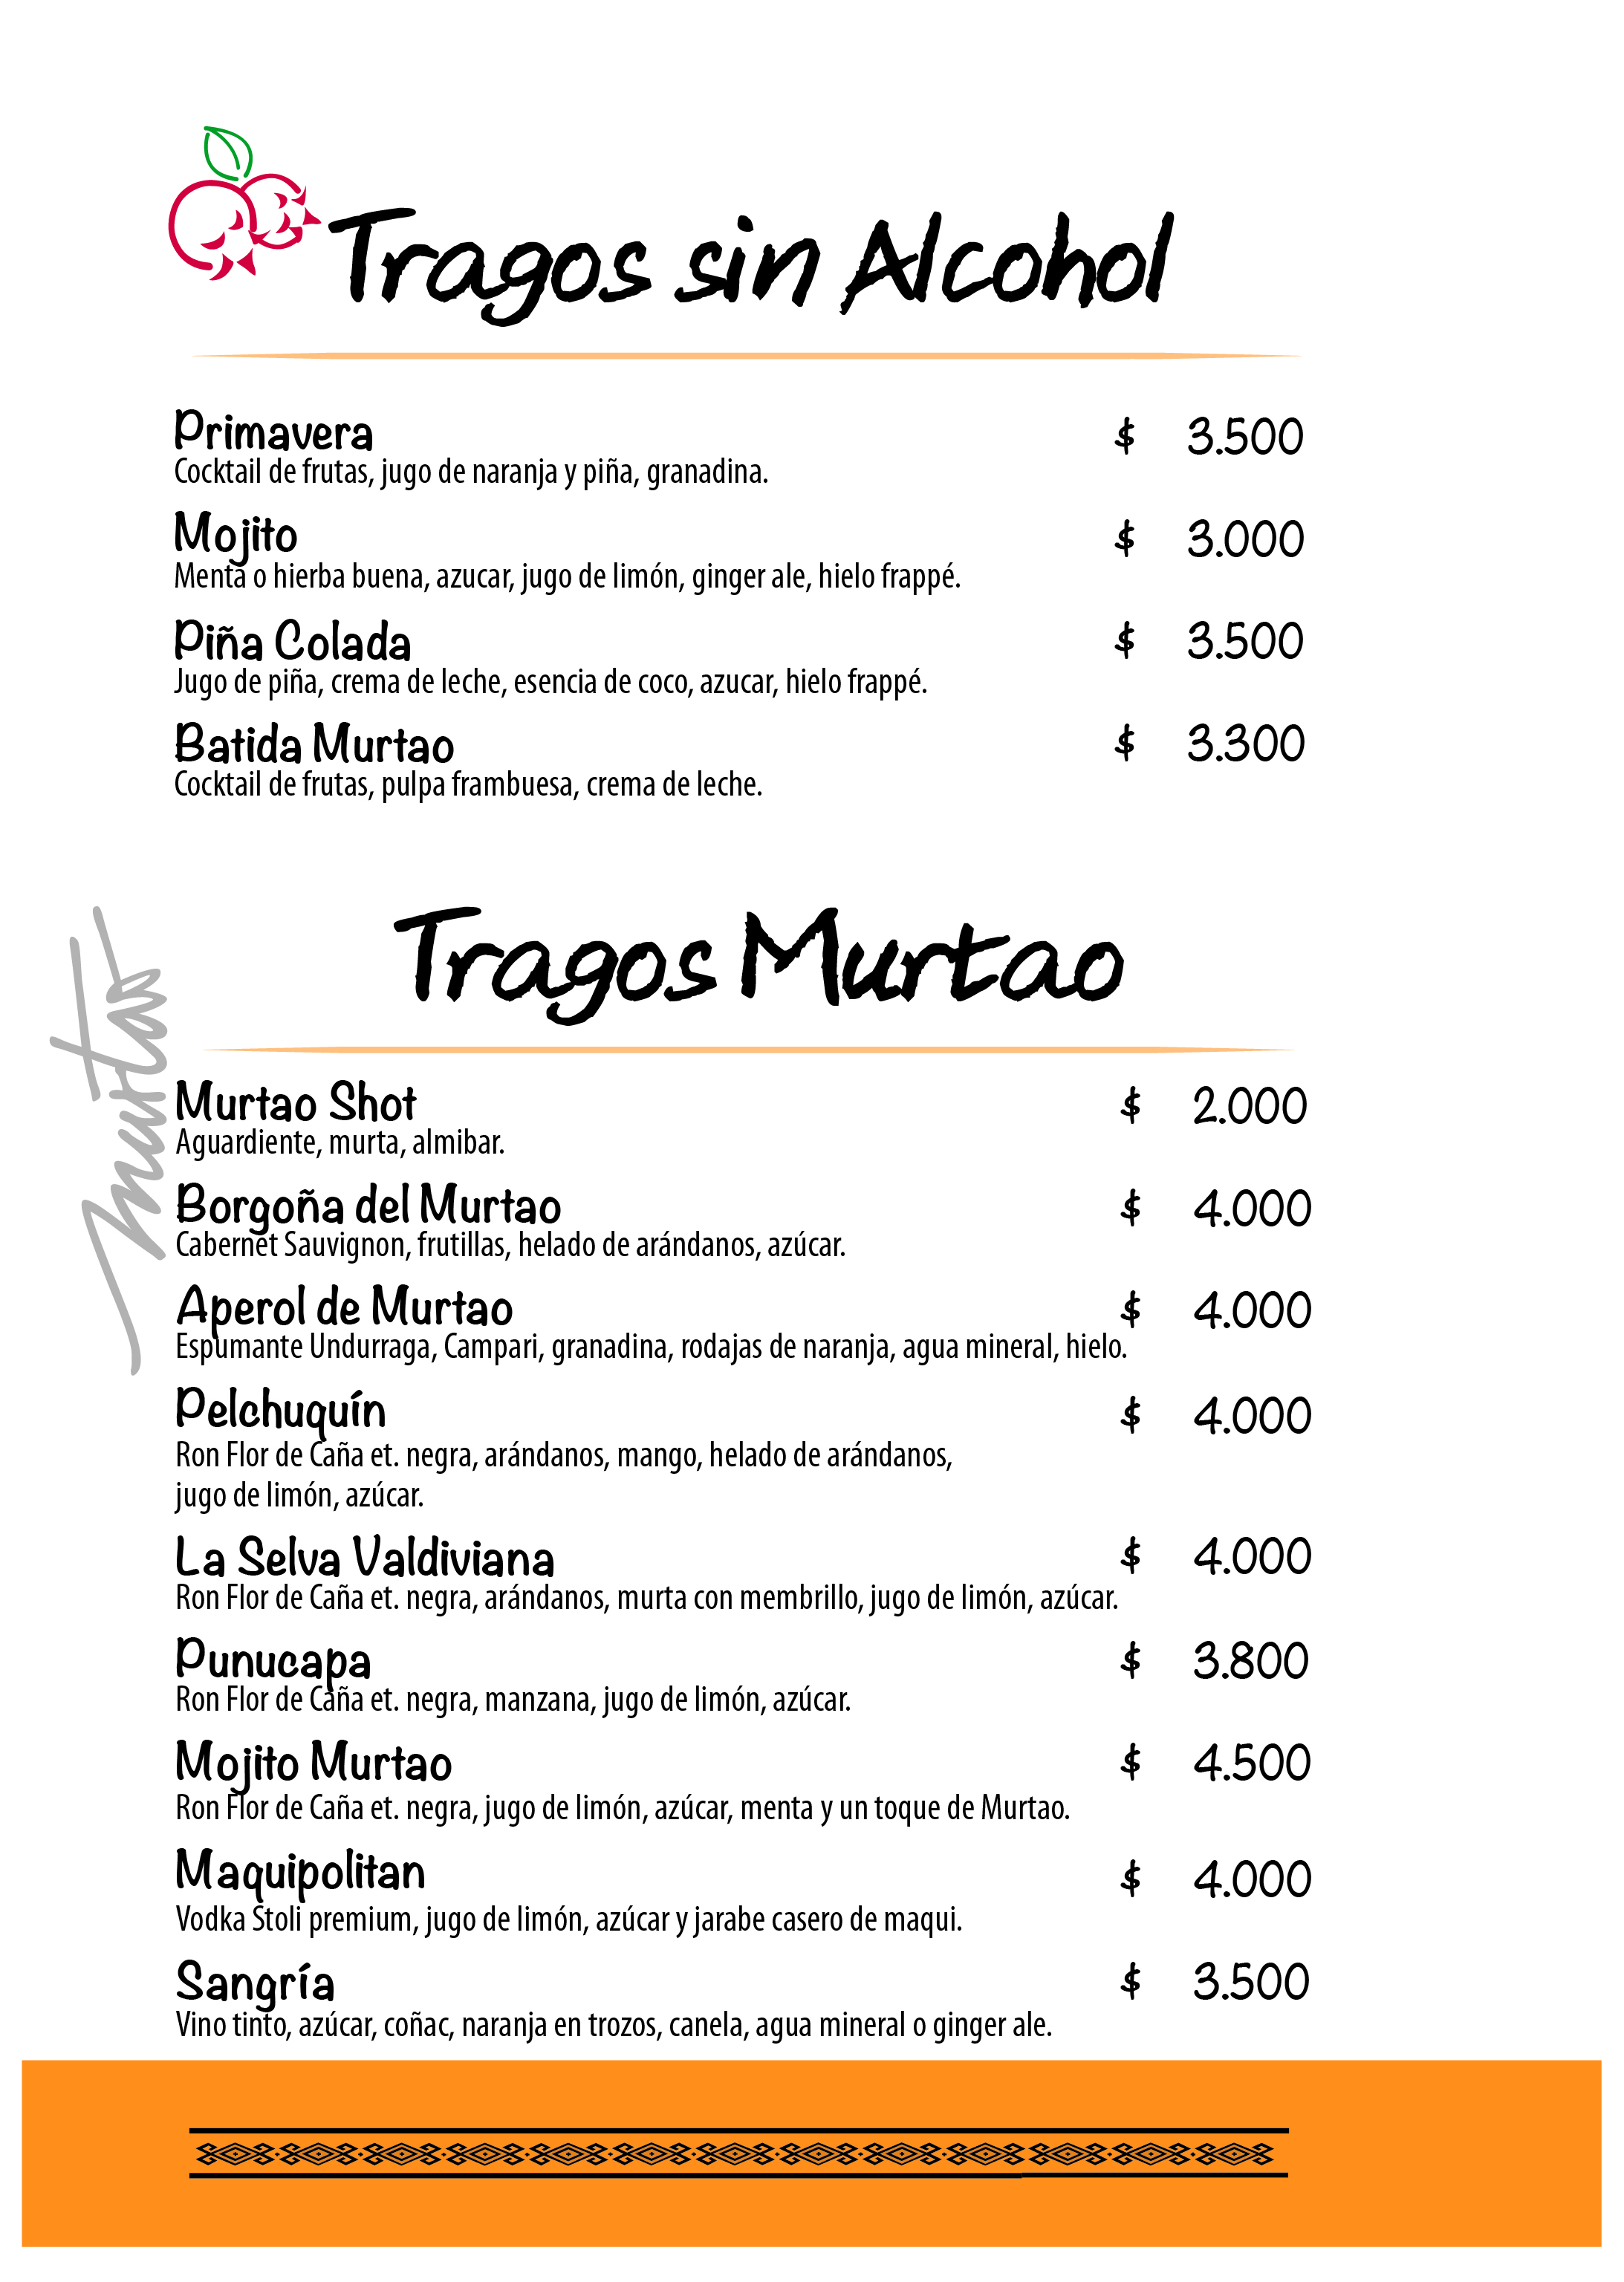 Tragos sin Alcohol
Primavera $ 3.500
Cocktail de frutas, jugo de naranja y piña, granadina.
Mojito $ 3.000
Menta o hierba buena, azucar, jugo de limón, ginger ale, hielo frappé.
Piña Colada $ 3.500
Jugo de piña, crema de leche, esencia de coco, azucar, hielo frappé.
Batida Murtao $ 3.300
Cocktail de frutas, pulpa frambuesa, crema de leche.
murtao
Tragos Murtao
Murtao Shot $ 2.000
Aguardiente, murta, almibar.
Borgoña del Murtao $ 4.000
Cabernet Sauvignon, frutillas, helado de arándanos, azúcar.
Aperol de Murtao $ 4.000
Espumante Undurraga, Campari, granadina, rodajas de naranja, agua mineral, hielo.
Pelchuquín $ 4.000
Ron Flor de Caña et. negra, arándanos, mango, helado de arándanos,
jugo de limón, azúcar.
La Selva Valdiviana $ 4.000
Ron Flor de Caña et. negra, arándanos, murta con membrillo, jugo de limón, azúcar.
Punucapa $ 3.800
Ron Flor de Caña et. negra, manzana, jugo de limón, azúcar.
Mojito Murtao $ 4.500
Ron Flor de Caña et. negra, jugo de limón, azúcar, menta y un toque de Murtao.
Maquipolitan $ 4.000
Vodka Stoli premium, jugo de limón, azúcar y jarabe casero de maqui.
Sangría $ 3.500
Vino tinto, azúcar, coñac, naranja en trozos, canela, agua mineral o ginger ale.